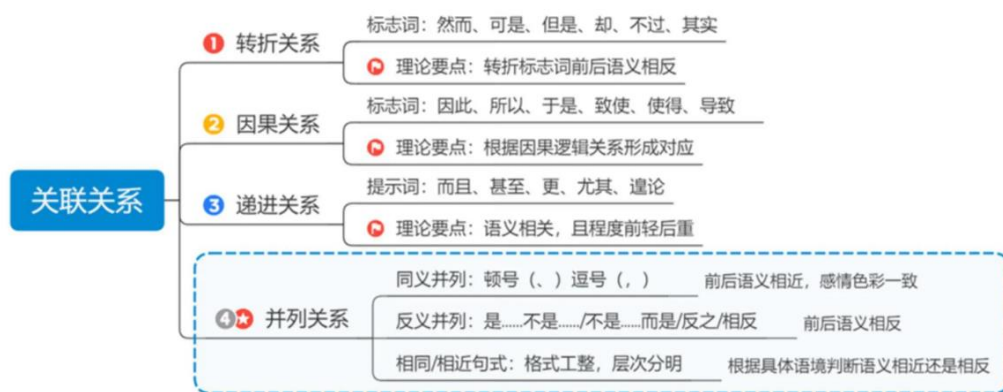 关联关系
1 转折关系
标志词：然而、可是、但是、却、不过、其实
理论要点：转折标志词前后语义相反
2 因果关系
标志词：因此、所以、于是、致使、使得、导致
理论要点：根据因果逻辑关系形成对应
3 递进关系
提示词：而且、甚至、更、尤其、遑论
理论要点：语义相关，且程度前轻后重
4 并列关系
同义并列：顿号（、）逗号（，） 前后语义相近，感情色彩一致
反义并列：是……不是……/不是……而是/反之/相反 前后语义相反
相同/相近句式：格式工整，层次分明 根据具体语境判断语义相近还是相反